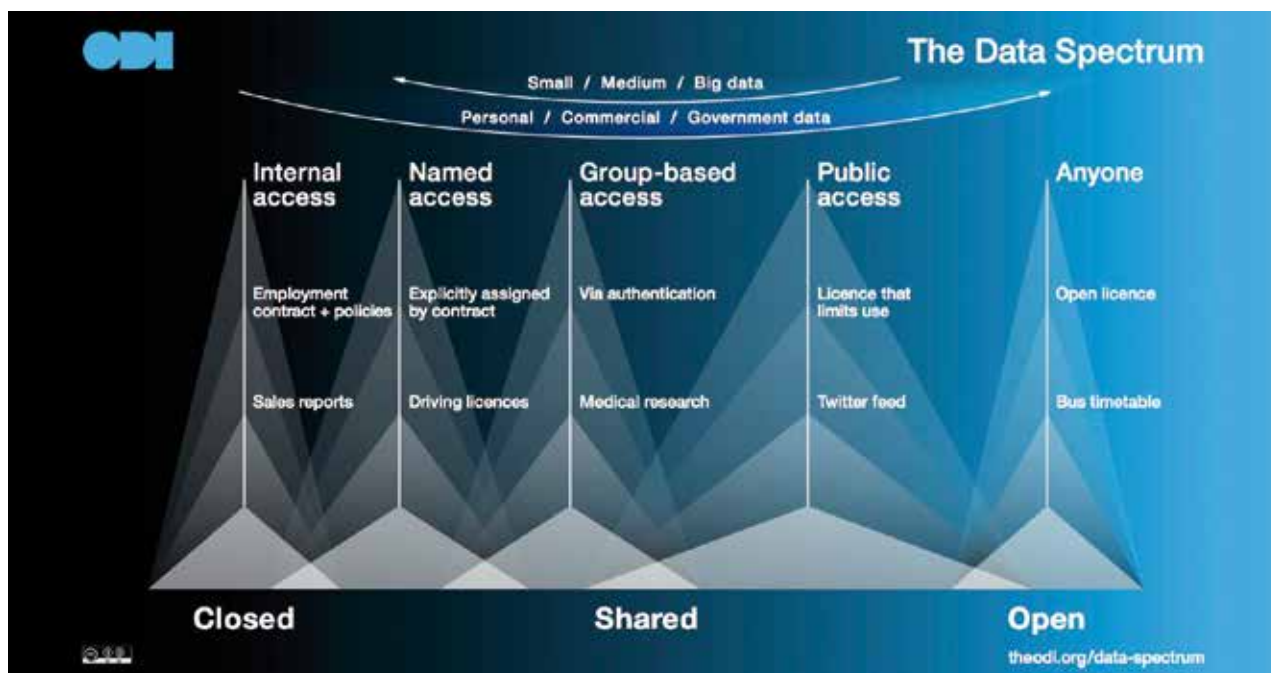 ODI
The Data Spectrum
Small / Medium / Big data
Personal / Commercial / Government data
Internal
access
Named
access
Group-based
access
Public
access
Anyone
Employment
contract + policies
Explicitly assigned
by contract
Via authentication
Licence that
limits use
Open licence
Sales reports
Driving licences
Medical research
Twitter feed
Bus timetable
Closed
Shared
Open
theodi.org/data-spectrum